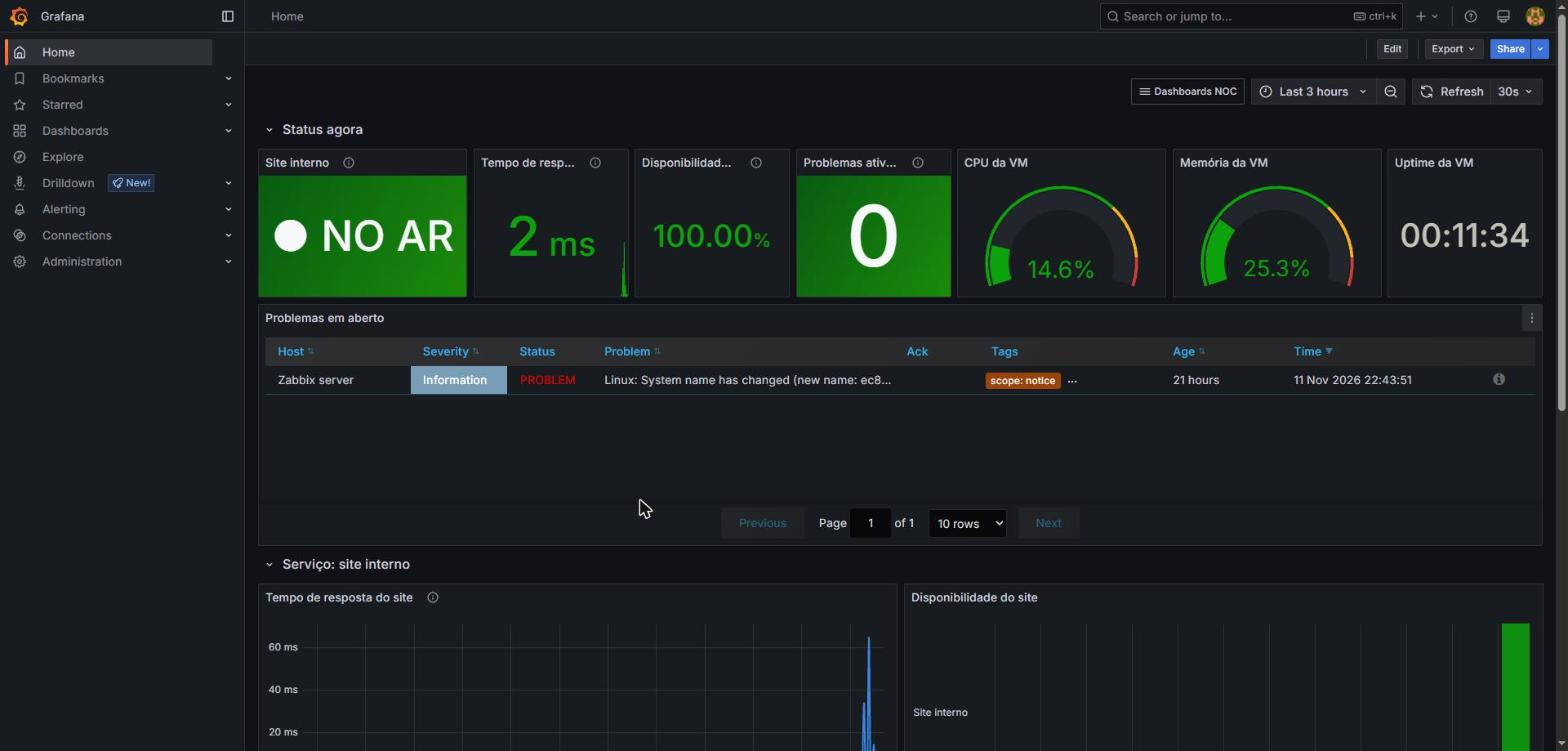 Grafana
Home
Search or jump to...
ctrl+k
Home
Bookmarks
Starred
Dashboards
Explore
Drilldown New!
Alerting
Connections
Administration
Edit
Export
Share
Dashboards NOC
Last 3 hours
Refresh
30s
Status agora
Site interno
NO AR
Tempo de resp...
2 ms
Disponibilidad...
100.00%
Problemas ativ...
0
CPU da VM
14.6%
Memória da VM
25.3%
Uptime da VM
00:11:34
Problemas em aberto
Host Severity Status Problem Ack Tags Age Time
Zabbix server Information PROBLEM Linux: System name has changed (new name: ec8... scope: notice ... 21 hours 11 Nov 2026 22:43:51
Previous Page 1 of 1 10 rows Next
Serviço: site interno
Tempo de resposta do site
60 ms
40 ms
20 ms
Disponibilidade do site
Site interno